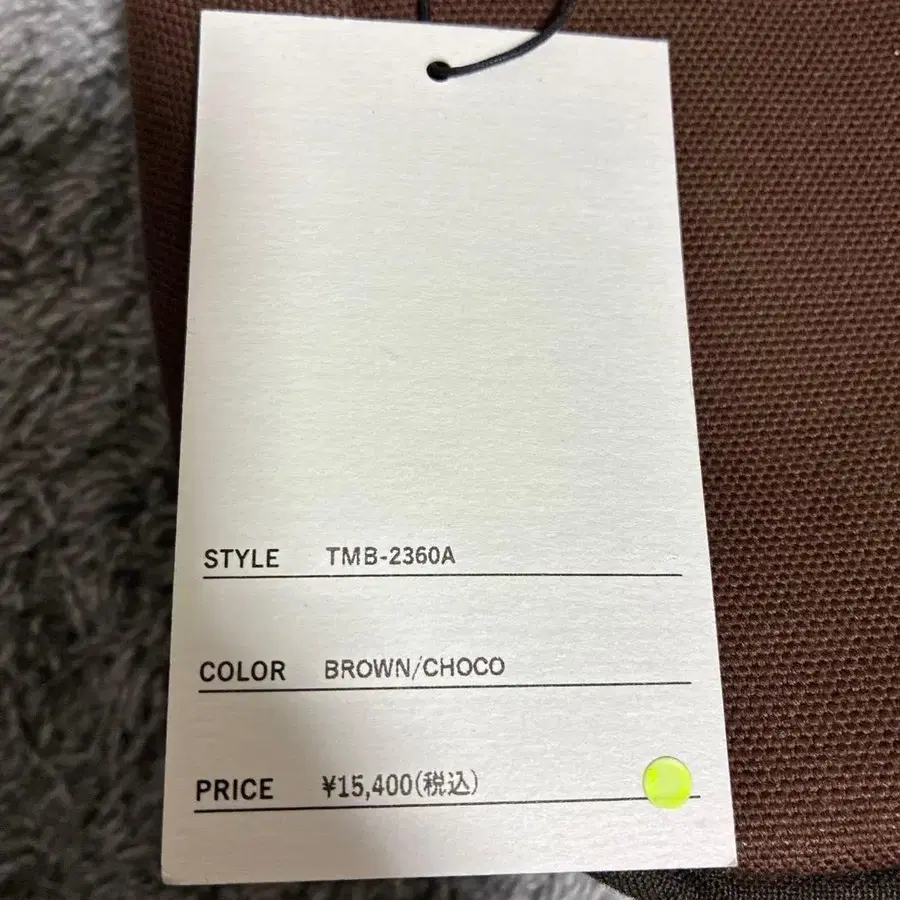 STYLE TMB-2360A
COLOR BROWN/CHOCO
PRICE ¥15,400(税込)